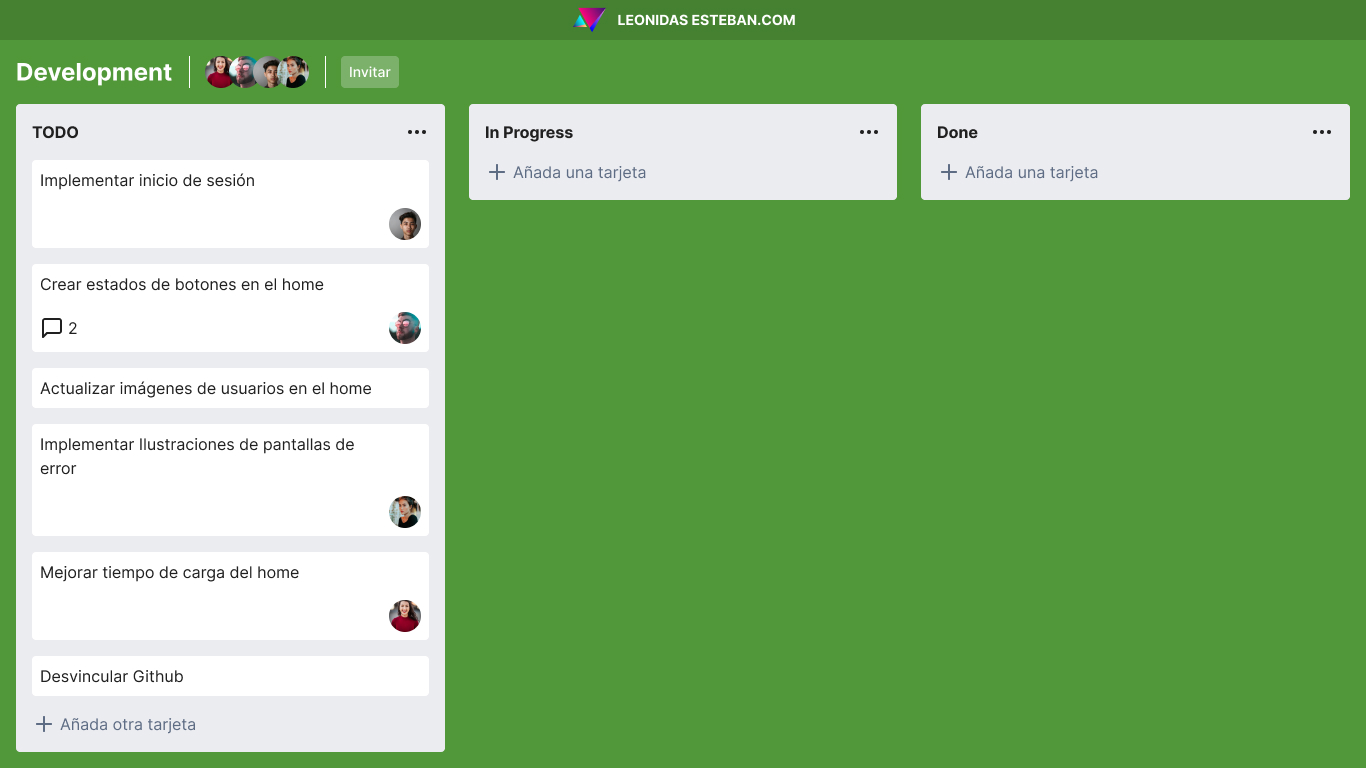 LEONIDAS ESTEBAN.COM
Development
Invitar
TODO
Implementar inicio de sesión
Crear estados de botones en el home
2
Actualizar imágenes de usuarios en el home
Implementar Ilustraciones de pantallas de
error
Mejorar tiempo de carga del home
Desvincular Github
Añada otra tarjeta
In Progress
Añada una tarjeta
Done
Añada una tarjeta